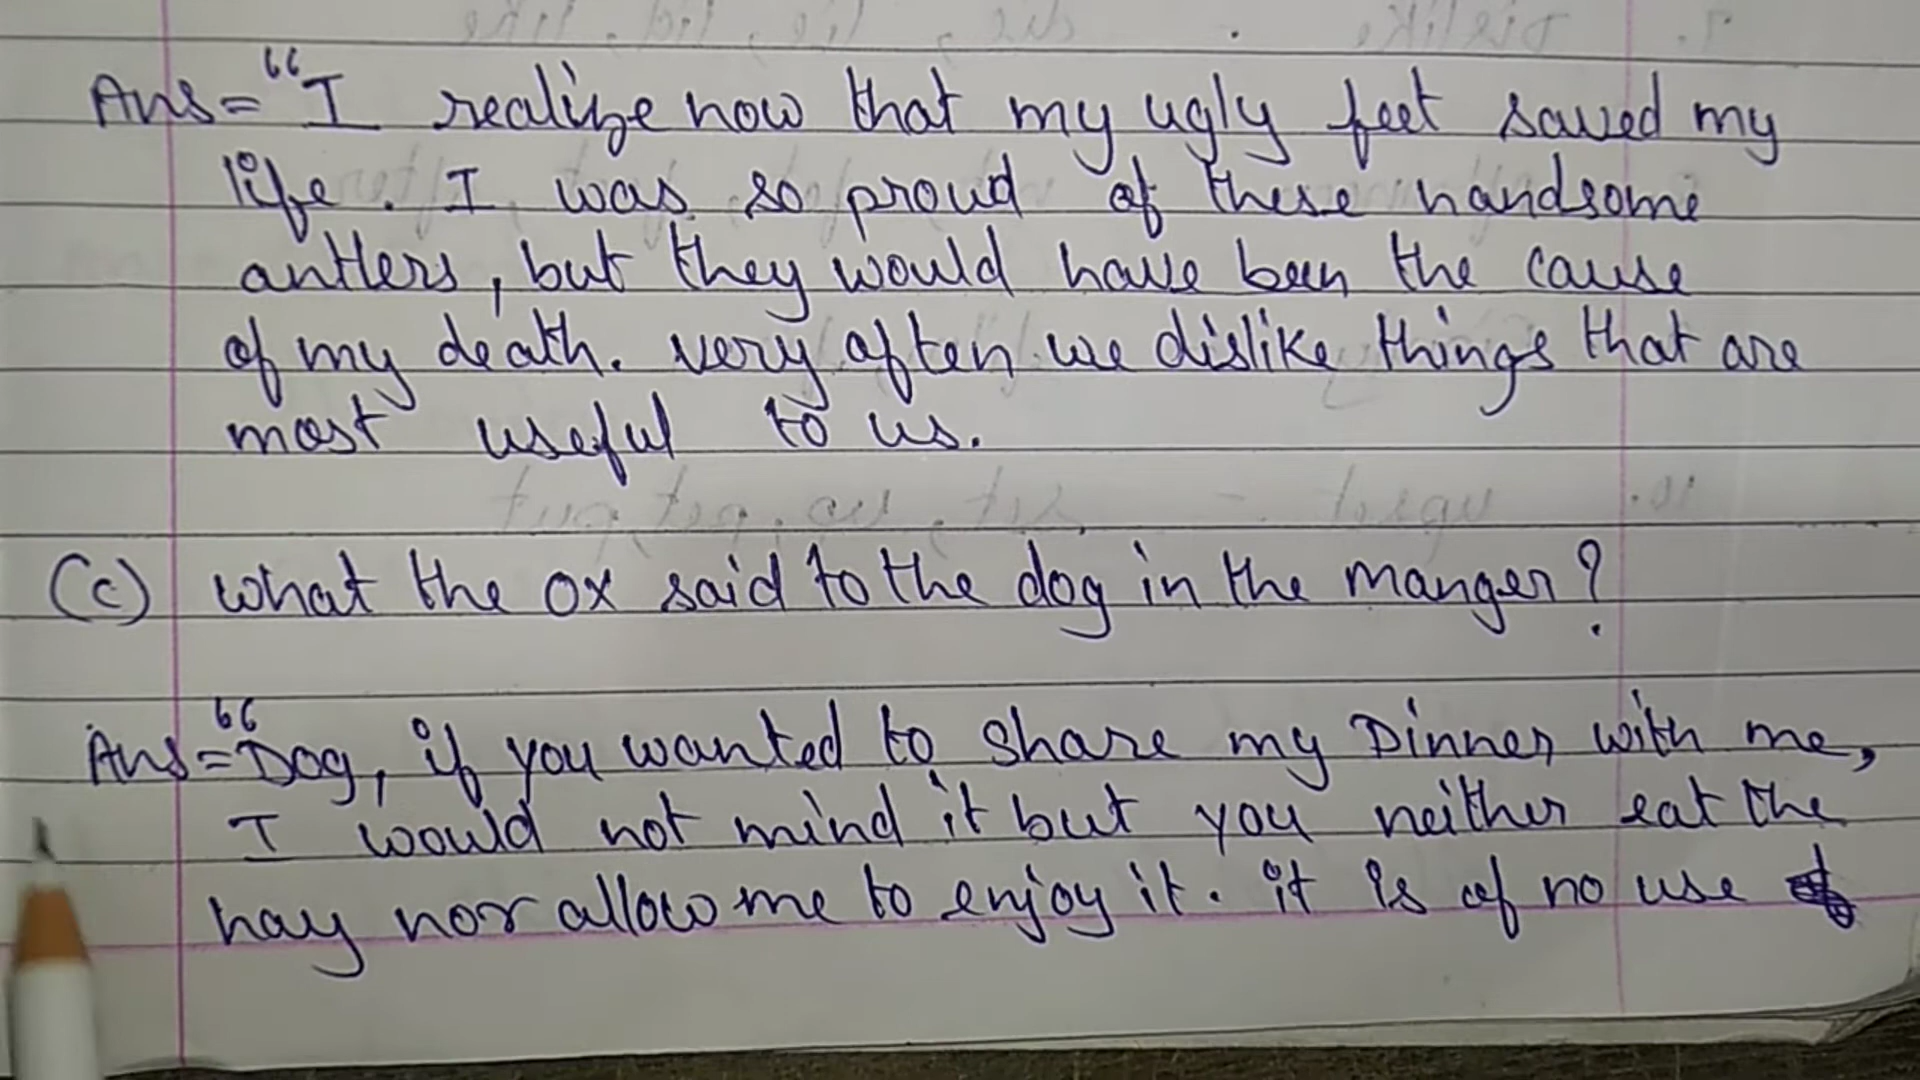 Ans = "I realize now that my ugly feet saved my
life. I was so proud of these handsome
antlers, but they would have been the cause
of my death. very often we dislike things that are
most useful to us.
(c) what the ox said to the dog in the manger?
Ans = "Dog, if you wanted to share my Dinner with me,
I would not mind it but you neither eat the
hay nor allow me to enjoy it. it is of no use